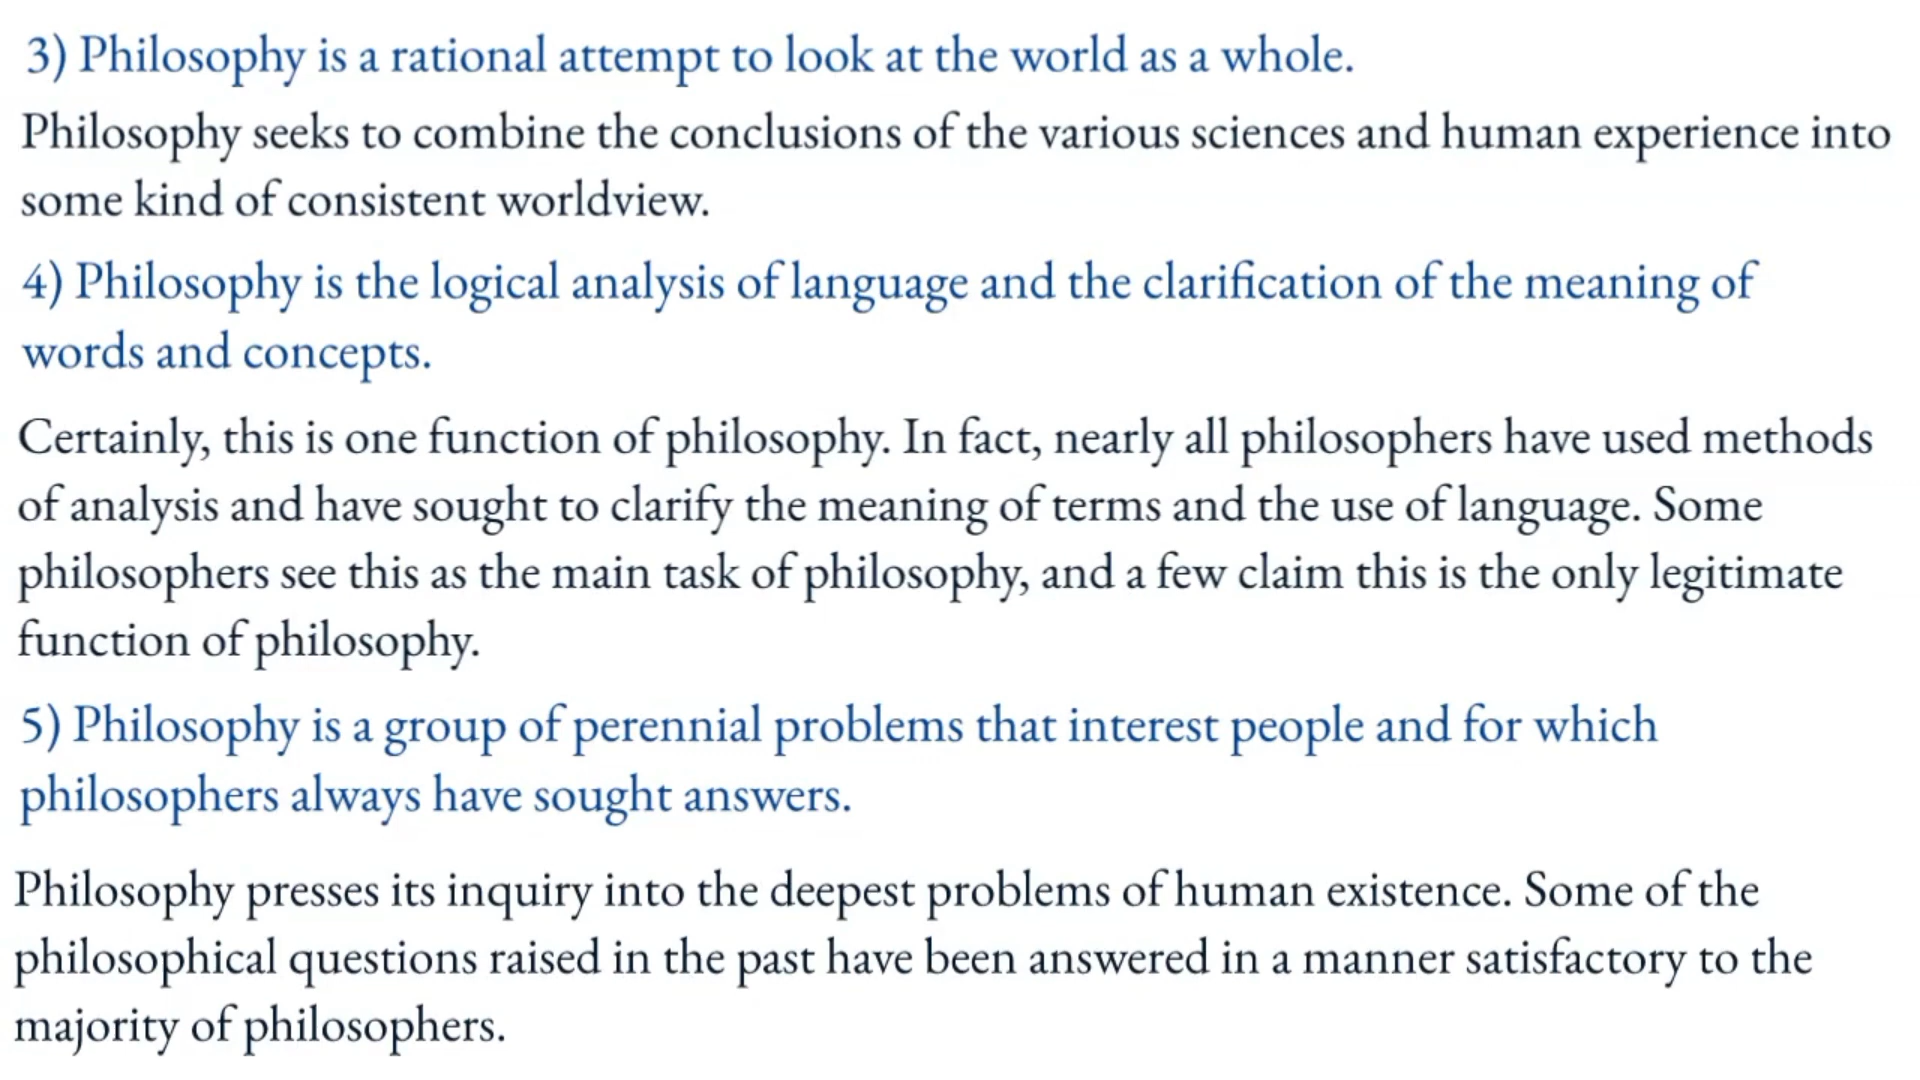 3) Philosophy is a rational attempt to look at the world as a whole.
Philosophy seeks to combine the conclusions of the various sciences and human experience into
some kind of consistent worldview.
4) Philosophy is the logical analysis of language and the clarification of the meaning of
words and concepts.
Certainly, this is one function of philosophy. In fact, nearly all philosophers have used methods
of analysis and have sought to clarify the meaning of terms and the use of language. Some
philosophers see this as the main task of philosophy, and a few claim this is the only legitimate
function of philosophy.
5) Philosophy is a group of perennial problems that interest people and for which
philosophers always have sought answers.
Philosophy presses its inquiry into the deepest problems of human existence. Some of the
philosophical questions raised in the past have been answered in a manner satisfactory to the
majority of philosophers.